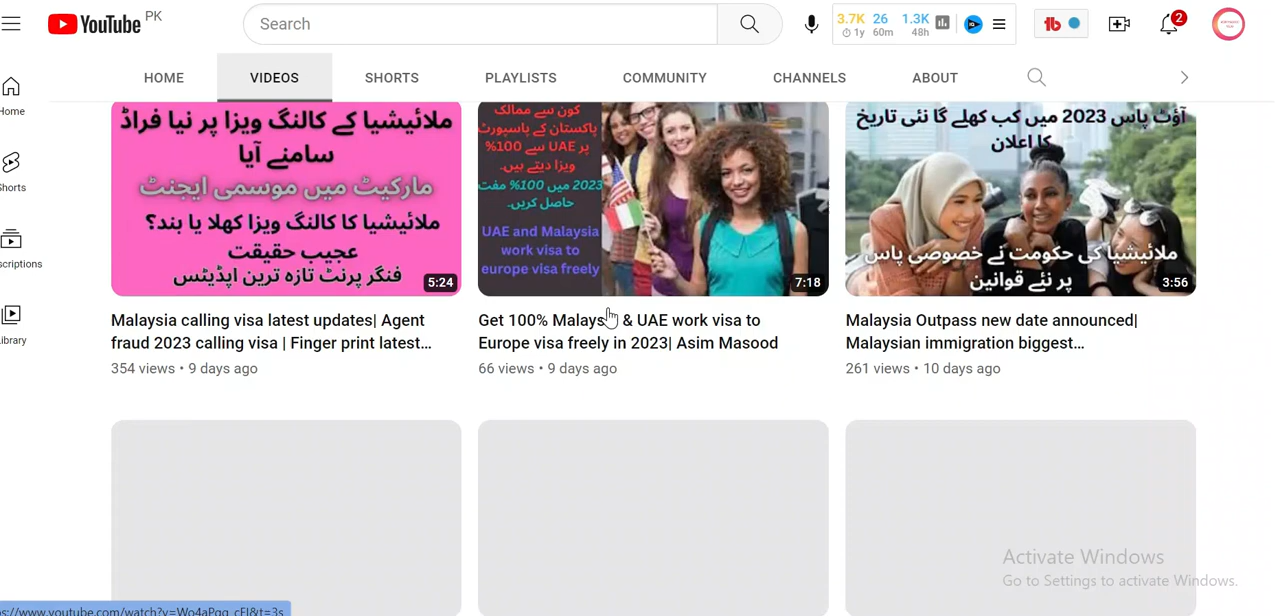 YouTube PK
Search
3.7K 26 1.3K
1y 60m 48h
2
HOME VIDEOS SHORTS PLAYLISTS COMMUNITY CHANNELS ABOUT
Home
Shorts
scriptions
ibrary
ملائیشیا کے کالنگ ویزا پر نیا فراڈ
سامنے آیا
مارکیٹ میں موسمی ایجنٹ
ملائیشیا کا کالنگ ویزا کھلا یا بند؟
عجیب حقیقت
فنگر پرنٹ تازہ ترین اپڈیٹس
5:24
کون سے ممالک
پاکستان کے پاسپورٹ
پر UAE سے 100%
ویزا دیتے ہیں۔
2023 میں 100% مفت
حاصل کریں۔
UAE and Malaysia
work visa to
europe visa freely
7:18
آؤٹ پاس 2023 میں کب کھلے گا نئی تاریخ
کا اعلان
ملائیشیا کی حکومت نے خصوصی پاس
پر نئے قوانین
3:56
Malaysia calling visa latest updates| Agent
fraud 2023 calling visa | Finger print latest...
354 views • 9 days ago
Get 100% Malaysi & UAE work visa to
Europe visa freely in 2023| Asim Masood
66 views • 9 days ago
Malaysia Outpass new date announced|
Malaysian immigration biggest...
261 views • 10 days ago
Activate Windows
Go to Settings to activate Windows.